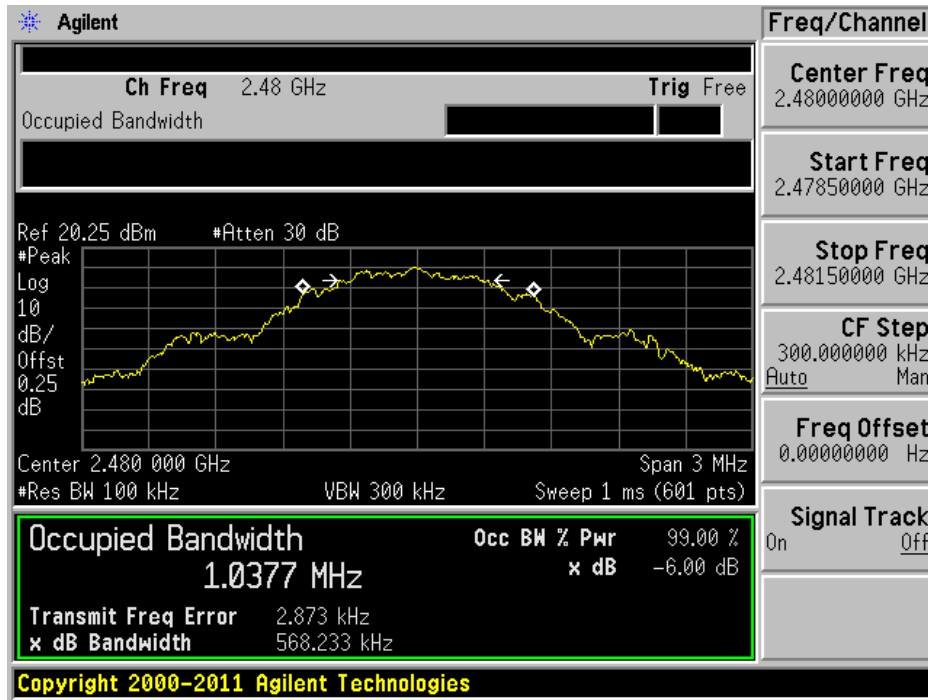 Agilent
Freq/Channel
Ch Freq 2.48 GHz Trig Free
Occupied Bandwidth
Center Freq
2.48000000 GHz
Start Freq
2.47850000 GHz
Stop Freq
2.48150000 GHz
CF Step
300.000000 kHz
Auto Man
Freq Offset
0.00000000 Hz
Signal Track
On Off
Ref 20.25 dBm #Atten 30 dB
#Peak
Log
10
dB/
Offst
0.25
dB
Center 2.480 000 GHz Span 3 MHz
#Res BW 100 kHz VBW 300 kHz Sweep 1 ms (601 pts)
Occupied Bandwidth Occ BW % Pwr 99.00 %
1.0377 MHz x dB -6.00 dB
Transmit Freq Error 2.873 kHz
x dB Bandwidth 568.233 kHz
Copyright 2000-2011 Agilent Technologies